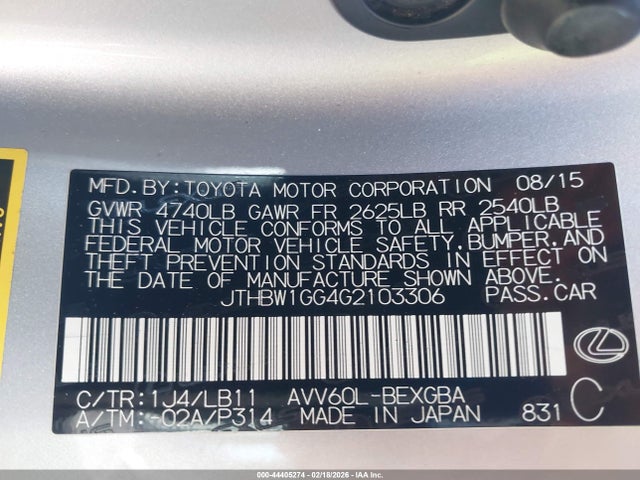 MFD.BY:TOYOTA MOTOR CORPORATION 08/15
GVWR 4740LB GAWR FR 2625LB RR 2540LB
THIS VEHICLE CONFORMS TO ALL APPLICABLE
FEDERAL MOTOR VEHICLE SAFETY,BUMPER,AND
THEFT PREVENTION STANDARDS IN EFFECT ON
THE DATE OF MANUFACTURE SHOWN ABOVE.
JTHBW1GG4G2103306 PASS.CAR
C/TR:1J4/LB11 AVV60L-BEXGBA
A/TM:-02A/P314 MADE IN JAPAN 831 C
000-44405274 - 02/18/2026 - IAAI, Inc.